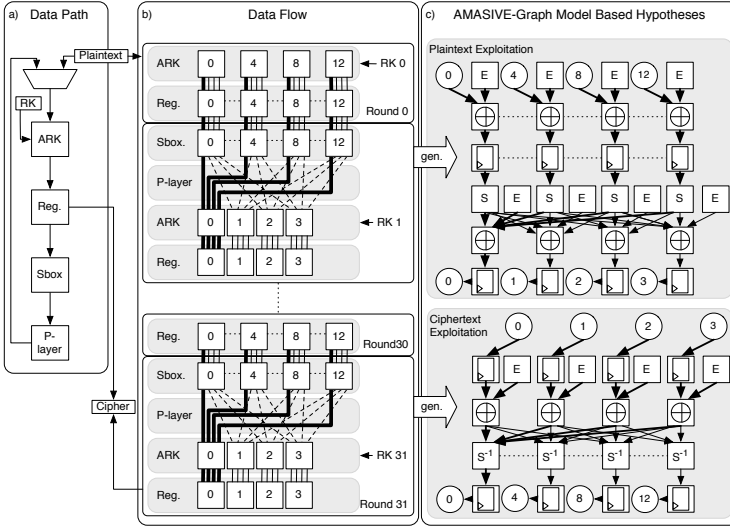 a) Data Path
Plaintext
RK
ARK
Reg.
Sbox
P-
layer
Cipher
b) Data Flow
ARK 0 4 8 12 RK 0
Reg. 0 4 8 12
Round 0
Sbox. 0 4 8 12
P-layer
ARK 0 1 2 3 RK 1
Reg. 0 1 2 3
Reg. 0 4 8 12
Round30
Sbox. 0 4 8 12
P-layer
ARK 0 1 2 3 RK 31
Reg. 0 1 2 3
Round 31
gen.
gen.
c) AMASIVE-Graph Model Based Hypotheses
Plaintext Exploitation
0 E 4 E 8 E 12 E
S E S E S E S E
0 1 2 3
Ciphertext
Exploitation
0 1 2 3
E E E E
S-1 S-1 S-1 S-1
0 4 8 12